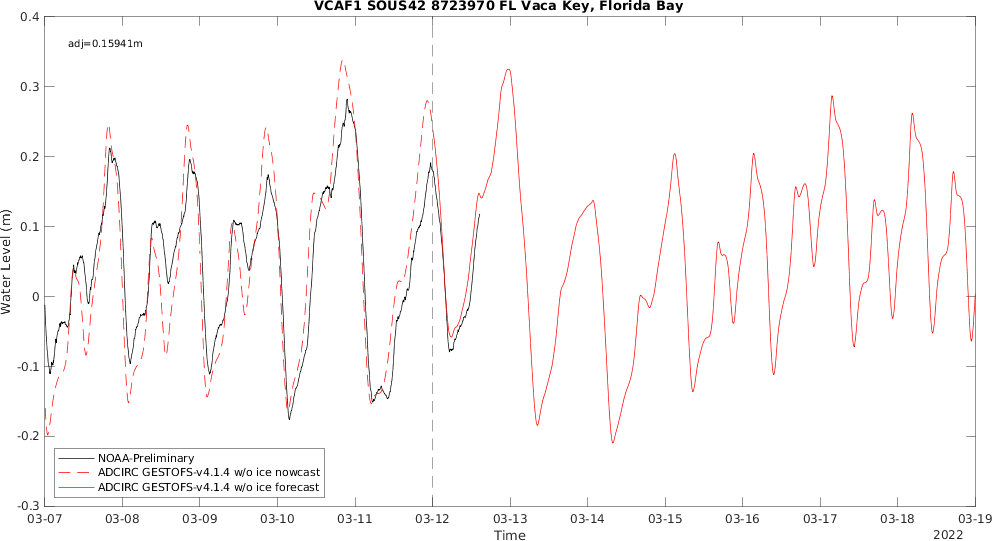 VCAF1 SOUS42 8723970 FL Vaca Key, Florida Bay
adj=0.15941m
0.4
0.3
0.2
0.1
0
-0.1
-0.2
-0.3
Water Level (m)
NOAA-Preliminary
ADCIRC GESTOFS-v4.1.4 w/o ice nowcast
ADCIRC GESTOFS-v4.1.4 w/o ice forecast
03-07 03-08 03-09 03-10 03-11 03-12 03-13 03-14 03-15 03-16 03-17 03-18 03-19
Time
2022